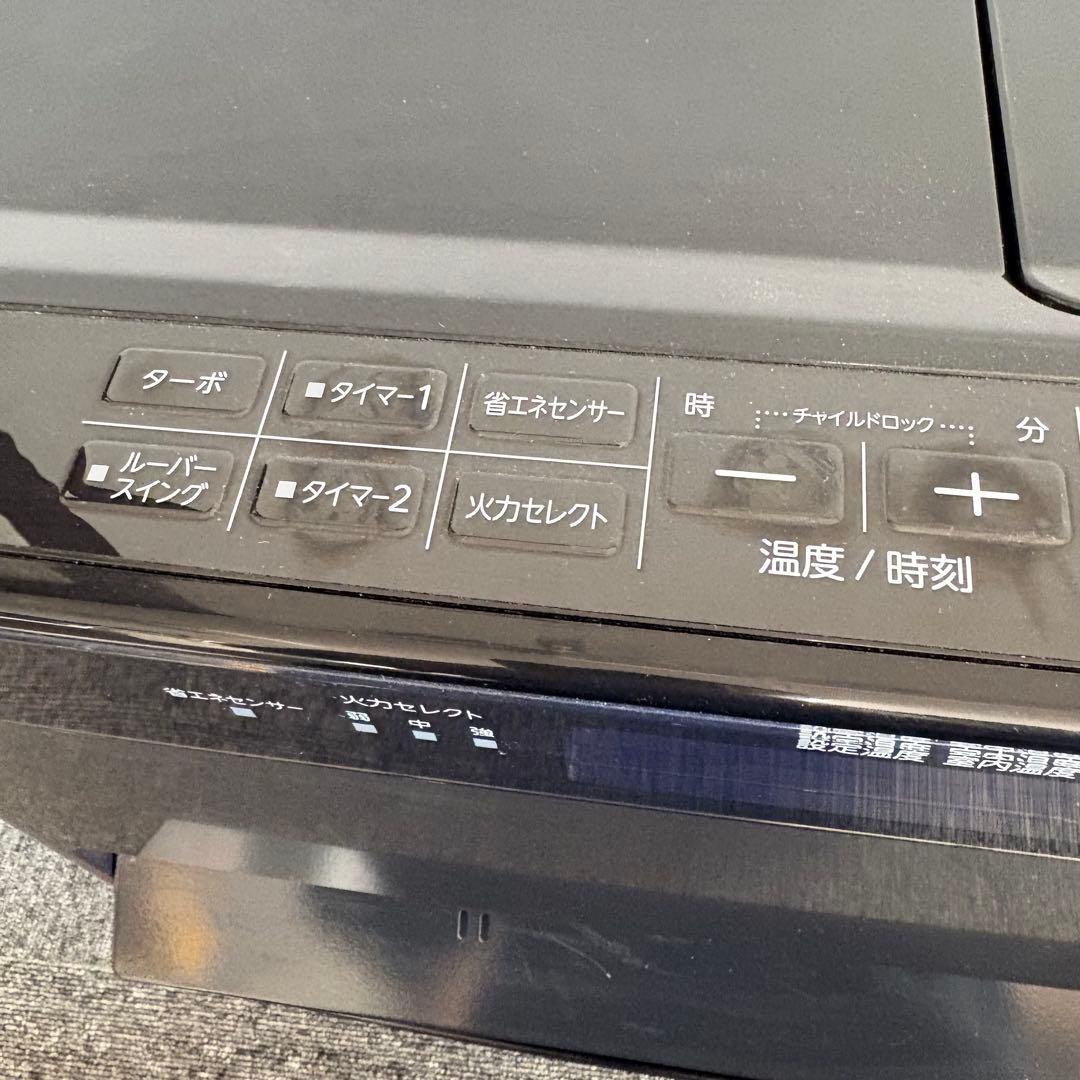 ターボ
■タイマー1
省エネセンサー
時
チャイルドロック
分
■ルーバー
スイング
■タイマー2
火力セレクト
－
＋
温度/時刻
省エネセンサー
火力セレクト
弱 中 強
設定温度 室内温度